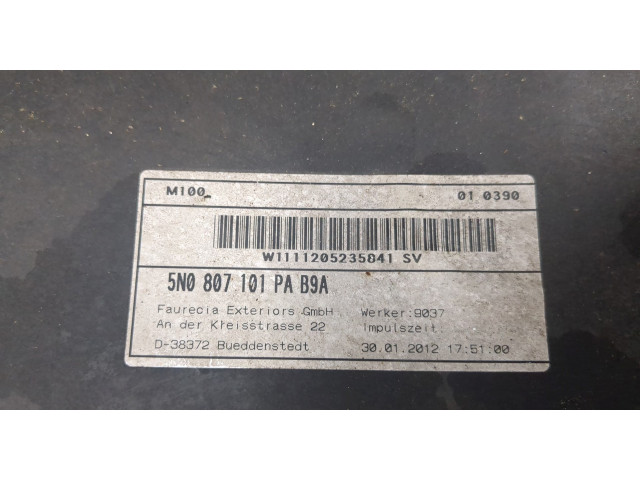 M100 01 0390
W1111205235841 SV
5N0 807 101 PA B9A
Faurecia Exteriors GmbH Werker:9037
An der Kreisstrasse 22 Impulszeit
D-38372 Bueddenstedt 30.01.2012 17:51:00